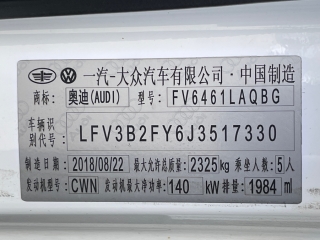 一汽-大众汽车有限公司·中国制造
商标: 奥迪(AUDI) 型号: FV6461LAQBG
车辆识别代号: LFV3B2FY6J3517330
制造日期 2018/08/22 最大允许总质量 2325kg 乘坐人数 5人
发动机型号 CWN 发动机最大净功率 140 kW 排量 1984 ml